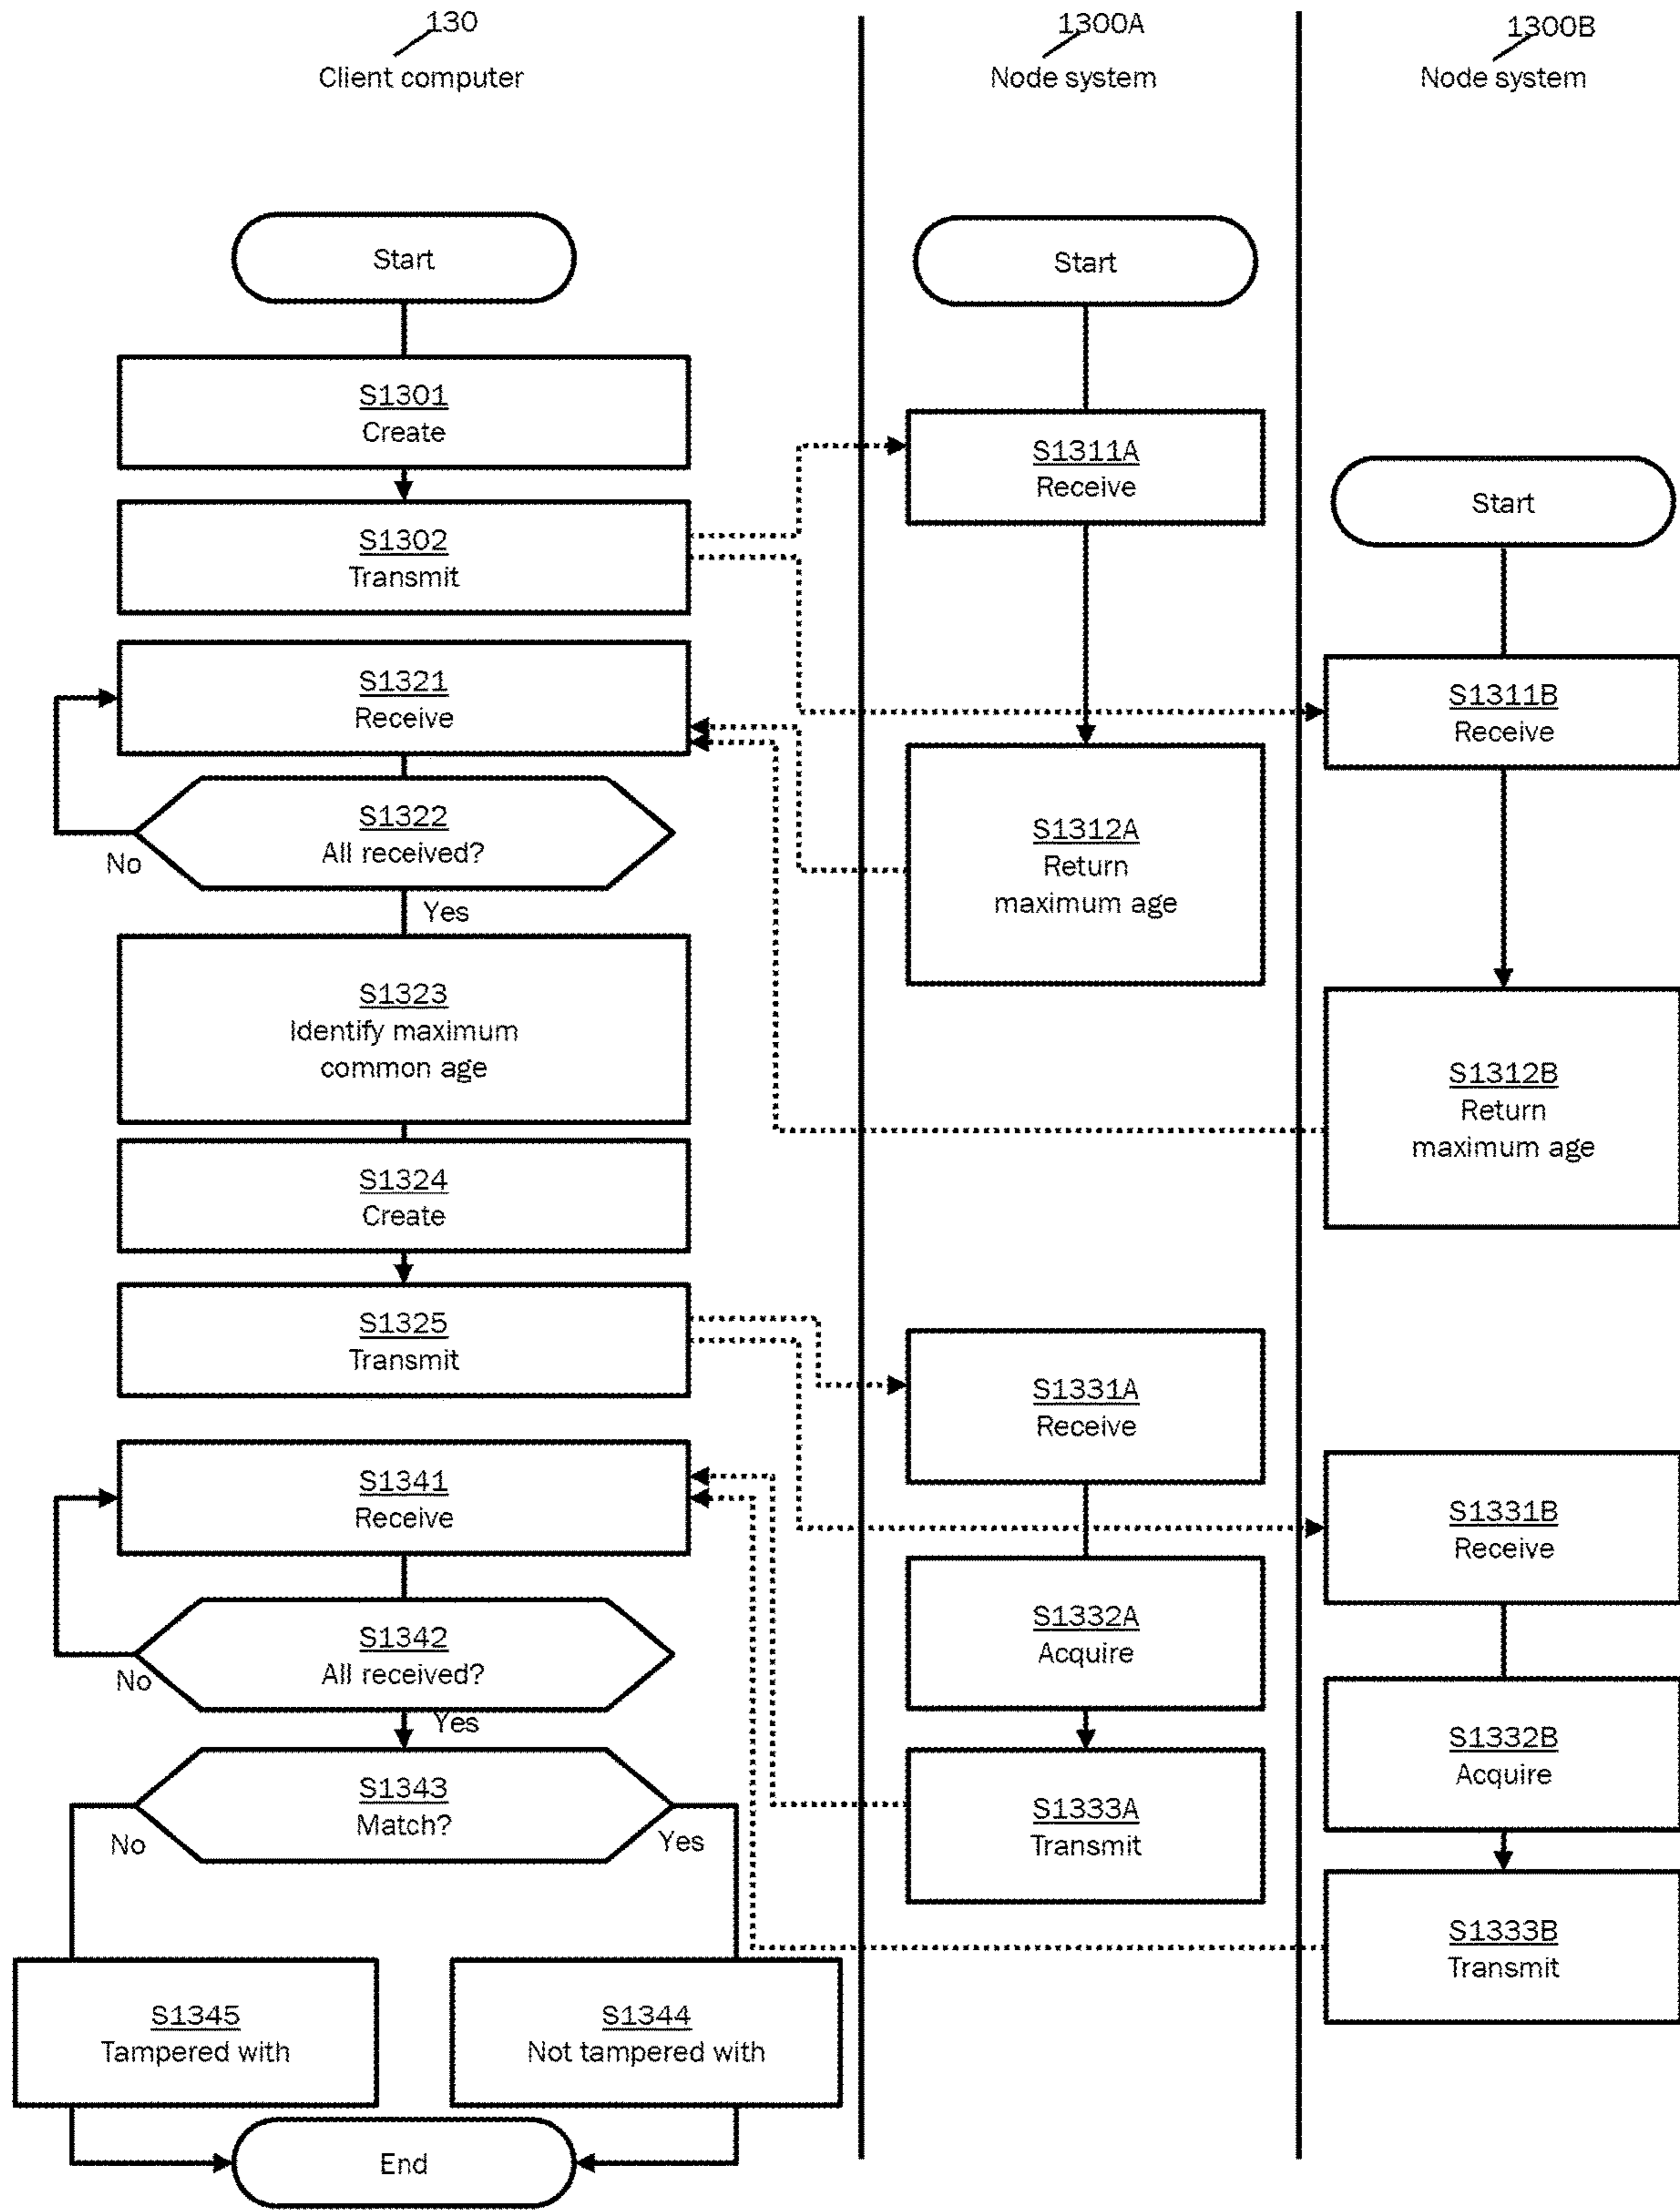 130
Client computer
1300A
Node system
1300B
Node system
Start
S1301
Create
S1302
Transmit
S1321
Receive
S1322
All received?
No
Yes
S1323
Identify maximum
common age
S1324
Create
S1325
Transmit
S1341
Receive
S1342
All received?
No
Yes
S1343
Match?
No
Yes
S1345
Tampered with
S1344
Not tampered with
End
Start
S1311A
Receive
S1312A
Return
maximum age
S1331A
Receive
S1332A
Acquire
S1333A
Transmit
Start
S1311B
Receive
S1312B
Return
maximum age
S1331B
Receive
S1332B
Acquire
S1333B
Transmit